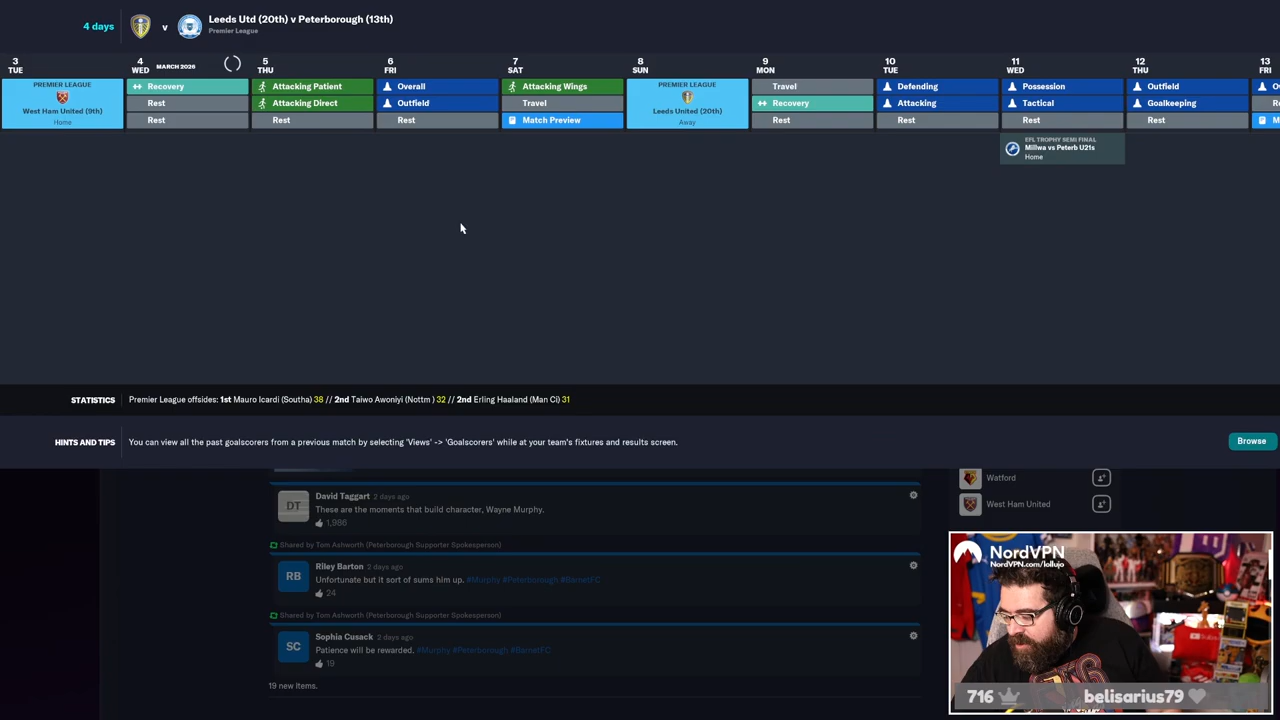 4 days
v
Leeds Utd (20th) v Peterborough (13th)
Premier League
3
TUE
4
WED
MARCH 2026
5
THU
6
FRI
7
SAT
8
SUN
9
MON
10
TUE
11
WED
12
THU
13
FRI
PREMIER LEAGUE
West Ham United (9th)
Home
Recovery
Rest
Rest
Attacking Patient
Attacking Direct
Rest
Overall
Outfield
Rest
Attacking Wings
Travel
Match Preview
PREMIER LEAGUE
Leeds United (20th)
Away
Travel
Recovery
Rest
Defending
Attacking
Rest
Possession
Tactical
Rest
Outfield
Goalkeeping
Rest
EFL TROPHY SEMI FINAL
Millwa vs Peterb U21s
Home
STATISTICS
Premier League offsides: 1st Mauro Icardi (Southa) 38 // 2nd Taiwo Awoniyi (Nottm ) 32 // 2nd Erling Haaland (Man Ci) 31
HINTS AND TIPS
You can view all the past goalscorers from a previous match by selecting 'Views' -> 'Goalscorers' while at your team's fixtures and results screen.
Browse
DT
David Taggart 2 days ago
These are the moments that build character, Wayne Murphy.
1,986
Shared by Tom Ashworth (Peterborough Supporter Spokesperson)
RB
Riley Barton 2 days ago
Unfortunate but it sort of sums him up. #Murphy #Peterborough #BarnetFC
24
Shared by Tom Ashworth (Peterborough Supporter Spokesperson)
SC
Sophia Cusack 2 days ago
Patience will be rewarded. #Murphy #Peterborough #BarnetFC
19
19 new items.
Watford
West Ham United
NordVPN
NordVPN.com/lollujo
716
belisarius79